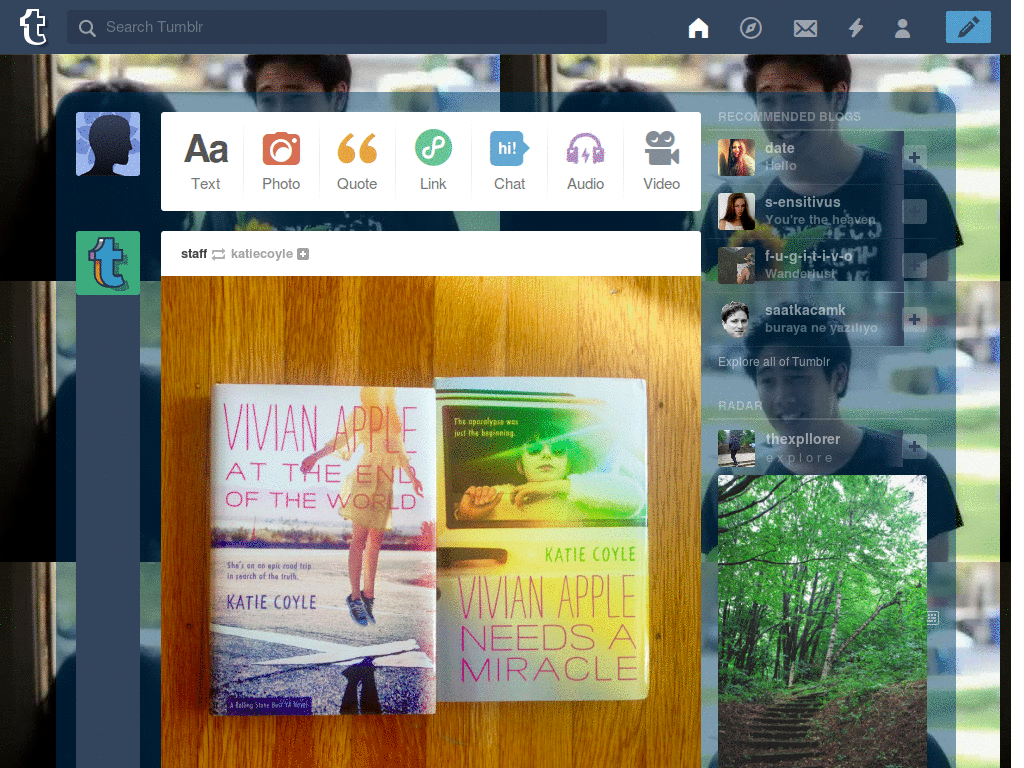 Search Tumblr
Aa
hi!
Text
Photo
Quote
Link
Chat
Audio
Video
staff katiecoyle
VIVIAN APPLE
AT THE END
OF THE WORLD
She's on an epic road trip
in search of the truth.
KATIE COYLE
A Rolling Stone Best YA Novel
The apocalypse was
just the beginning.
KATIE COYLE
VIVIAN APPLE
NEEDS A
MIRACLE
RECOMMENDED BLOGS
date
Hello
s-ensitivus
You're the heaven
f-u-g-i-t-i-v-o
Wanderlust
saatkacamk
buraya ne yazılıyo
Explore all of Tumblr
RADAR
thexpllorer
e x p l o r e